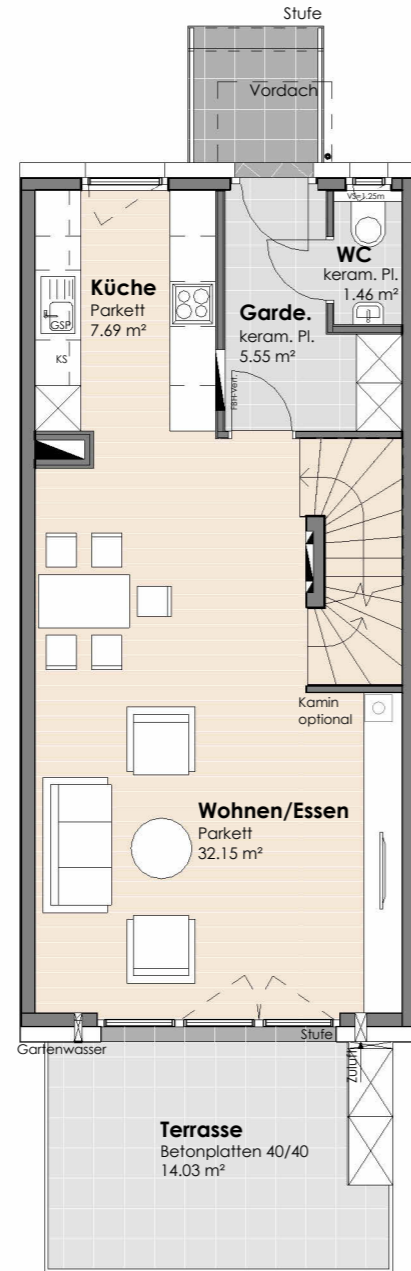 Stufe
Vordach
VS=1.25m
WC
keram. Pl.
1.46 m²
Küche
Parkett
7.69 m²
Garde.
keram. Pl.
5.55 m²
GSP
KS
FBH-Vert.
Kamin
optional
Wohnen/Essen
Parkett
32.15 m²
Stufe
Gartenwasser
Zuluft
Terrasse
Betonplatten 40/40
14.03 m²